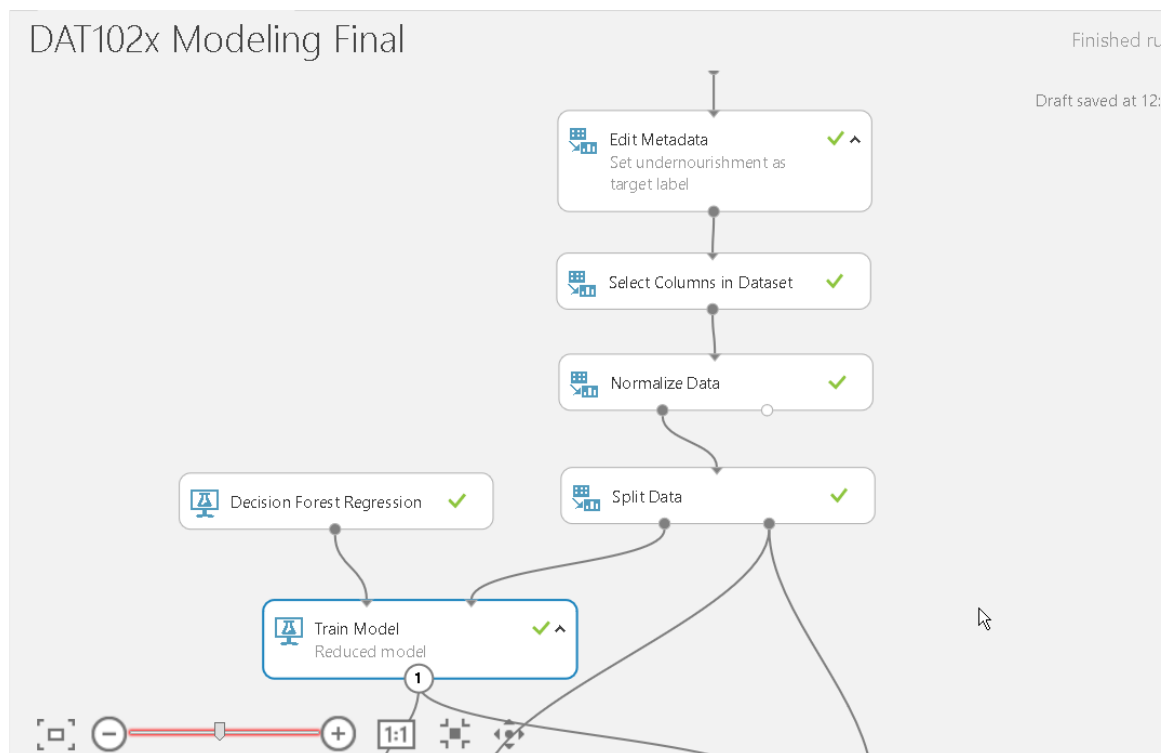 DAT102x Modeling Final
Finished ru
Draft saved at 12:
Edit Metadata
Set undernourishment as
target label
Select Columns in Dataset
Normalize Data
Decision Forest Regression
Split Data
Train Model
Reduced model
1
1:1